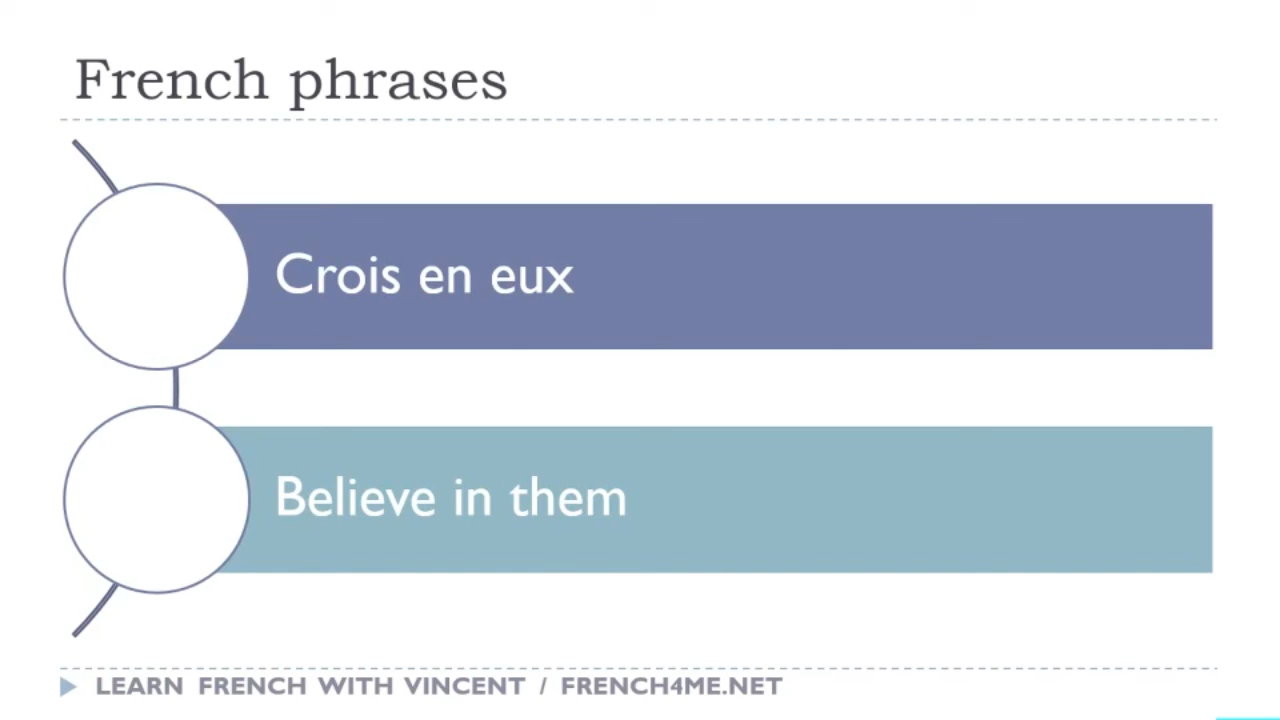 French phrases
Crois en eux
Believe in them
LEARN FRENCH WITH VINCENT / FRENCH4ME.NET